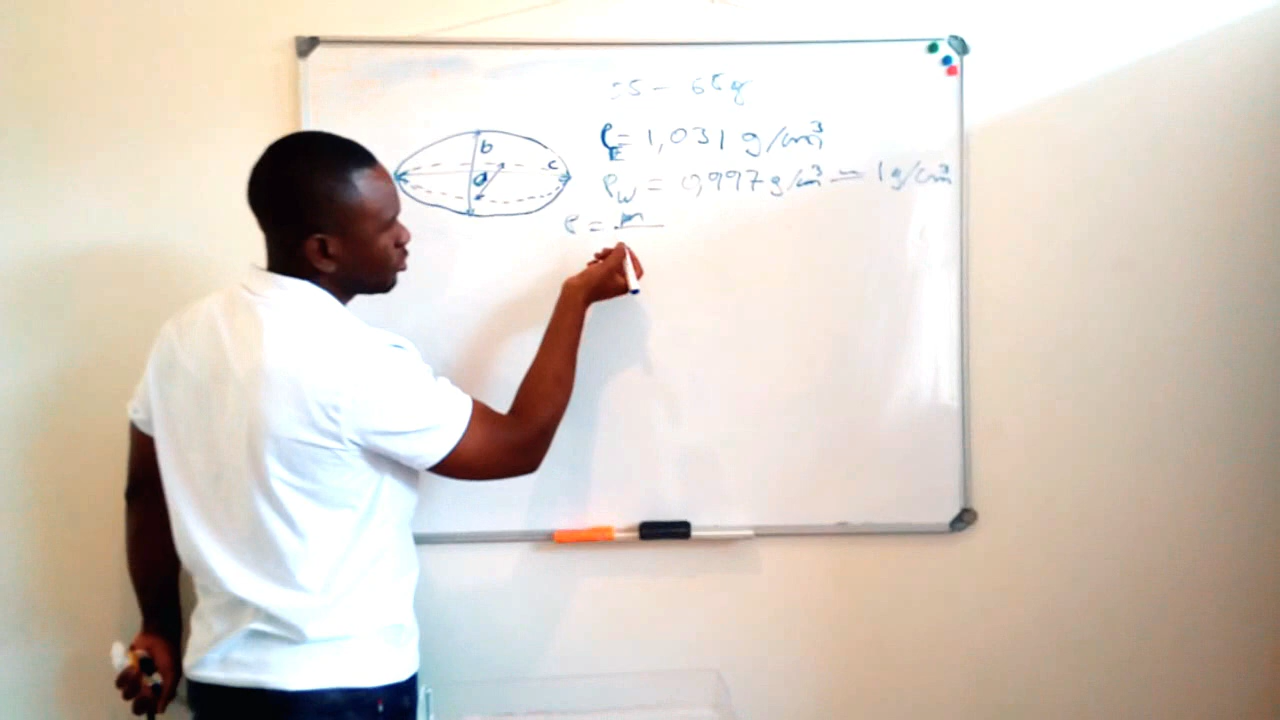 55 - 65g
b
c
a
ρE = 1,031 g/cm³
ρw = 0,997 g/cm³ ≈ 1 g/cm³
ρ = m